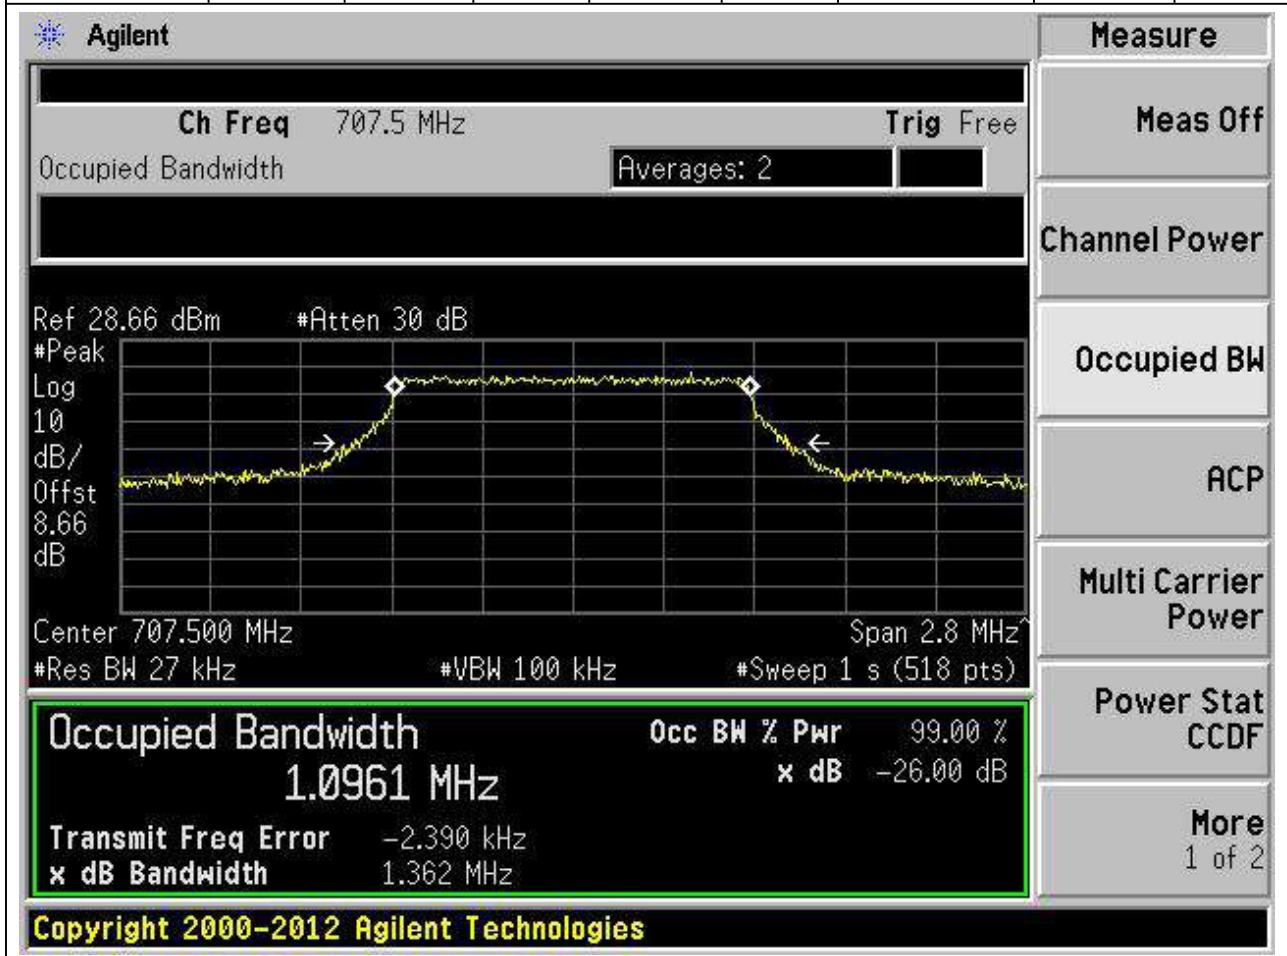 Agilent
Measure
Ch Freq 707.5 MHz Trig Free
Meas Off
Occupied Bandwidth Averages: 2
Channel Power
Ref 28.66 dBm #Atten 30 dB
#Peak
Log
10
dB/
Offst
8.66
dB
Occupied BW
ACP
Center 707.500 MHz Span 2.8 MHz^
#Res BW 27 kHz #VBW 100 kHz #Sweep 1 s (518 pts)
Multi Carrier
Power
Occupied Bandwidth
1.0961 MHz
Occ BW % Pwr 99.00 %
x dB -26.00 dB
Transmit Freq Error -2.390 kHz
x dB Bandwidth 1.362 MHz
Power Stat
CCDF
More
1 of 2
Copyright 2000-2012 Agilent Technologies